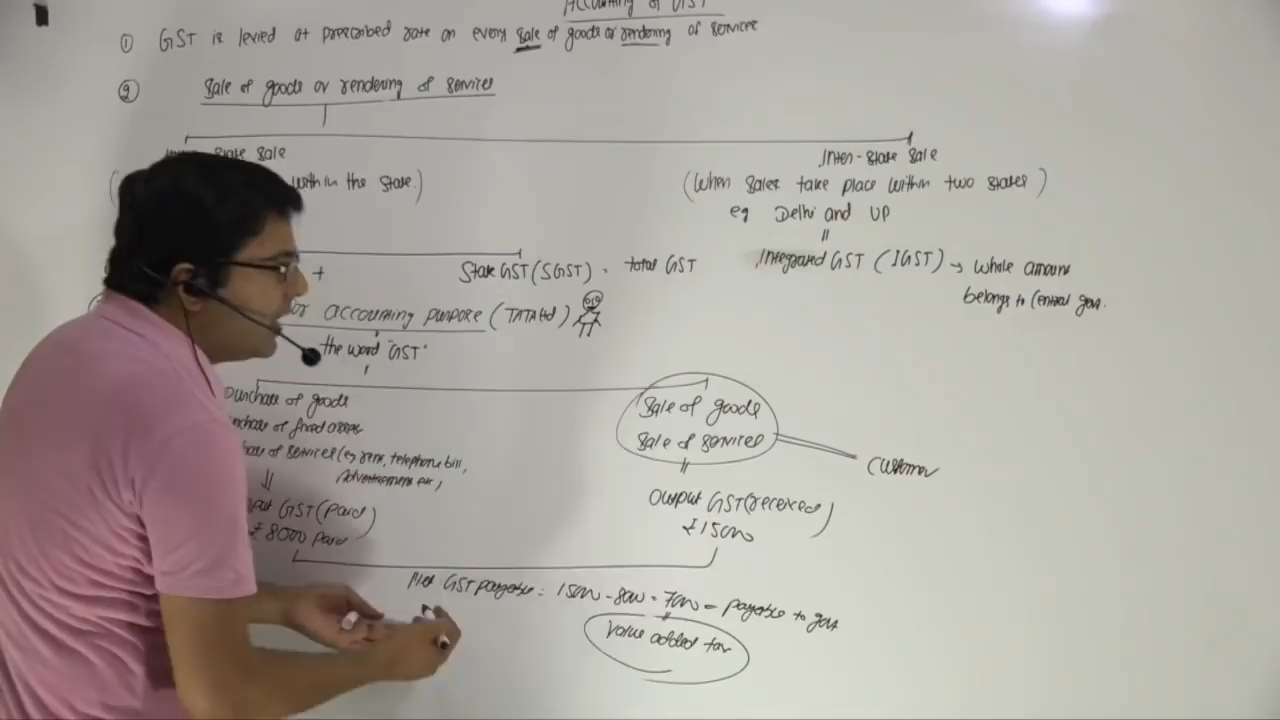 Accounting of GST
① GST is levied at prescribed rate on every sale of goods or rendering of services
② Sale of goods or rendering of services
State Sale
within the State.)
Inter-State Sale
(When Sales take place within two states)
eg Delhi and UP
+ State GST (SGST) = total GST
Integrated GST (IGST) → Whole amount
belongs to Central Gov.
for accounting purpose (TATA Ltd)
the word "GST"
purchase of goods
purchase of fixed assets
of services (eg rent, telephone bill,
Advertisement etc,
Input GST (paid)
₹ 8000 paid
Sale of goods
Sale of services
Customer
Output GST (received)
₹ 15000
Net GST payable = 15000 - 8000 = 7000 = payable to gov.
Value added tax